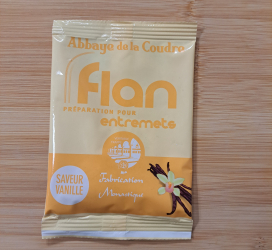 Abbaye de la Coudre
flan
PRÉPARATION POUR
entremets
SAVEUR
VANILLE
Fabrication
Monastique